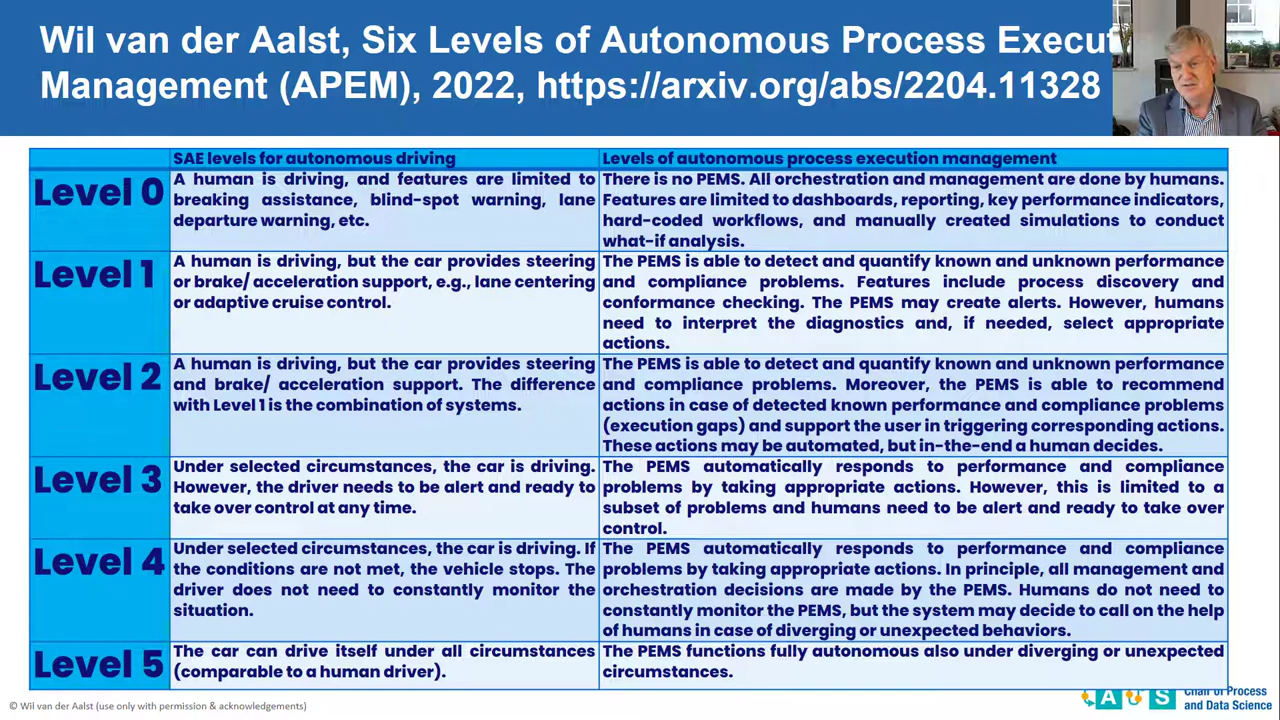 Wil van der Aalst, Six Levels of Autonomous Process Execut
Management (APEM), 2022, https://arxiv.org/abs/2204.11328
SAE levels for autonomous driving
Levels of autonomous process execution management
Level 0
A human is driving, and features are limited to
breaking assistance, blind-spot warning, lane
departure warning, etc.
There is no PEMS. All orchestration and management are done by humans.
Features are limited to dashboards, reporting, key performance indicators,
hard-coded workflows, and manually created simulations to conduct
what-if analysis.
Level 1
A human is driving, but the car provides steering
or brake/ acceleration support, e.g., lane centering
or adaptive cruise control.
The PEMS is able to detect and quantify known and unknown performance
and compliance problems. Features include process discovery and
conformance checking. The PEMS may create alerts. However, humans
need to interpret the diagnostics and, if needed, select appropriate
actions.
Level 2
A human is driving, but the car provides steering
and brake/ acceleration support. The difference
with Level 1 is the combination of systems.
The PEMS is able to detect and quantify known and unknown performance
and compliance problems. Moreover, the PEMS is able to recommend
actions in case of detected known performance and compliance problems
(execution gaps) and support the user in triggering corresponding actions.
These actions may be automated, but in-the-end a human decides.
Level 3
Under selected circumstances, the car is driving.
However, the driver needs to be alert and ready to
take over control at any time.
The PEMS automatically responds to performance and compliance
problems by taking appropriate actions. However, this is limited to a
subset of problems and humans need to be alert and ready to take over
control.
Level 4
Under selected circumstances, the car is driving. If
the conditions are not met, the vehicle stops. The
driver does not need to constantly monitor the
situation.
The PEMS automatically responds to performance and compliance
problems by taking appropriate actions. In principle, all management and
orchestration decisions are made by the PEMS. Humans do not need to
constantly monitor the PEMS, but the system may decide to call on the help
of humans in case of diverging or unexpected behaviors.
Level 5
The car can drive itself under all circumstances
(comparable to a human driver).
The PEMS functions fully autonomous also under diverging or unexpected
circumstances.
© Wil van der Aalst (use only with permission & acknowledgements)
Chair of Process
and Data Science